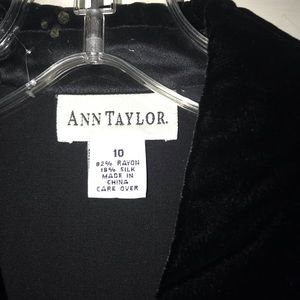 ANN TAYLOR.
10
82% RAYON
18% SILK
MADE IN
CHINA
CARE OVER